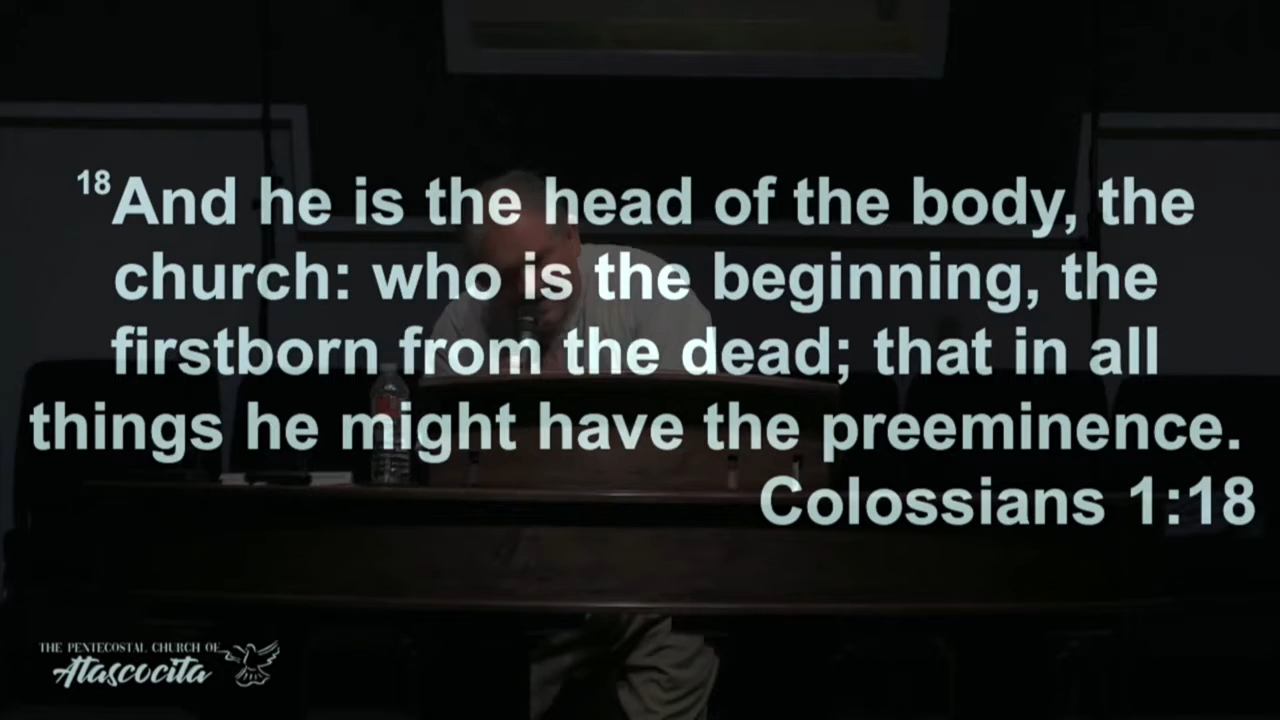 18And he is the head of the body, the
church: who is the beginning, the
firstborn from the dead; that in all
things he might have the preeminence.
Colossians 1:18
THE PENTECOSTAL CHURCH OF
Atascocita